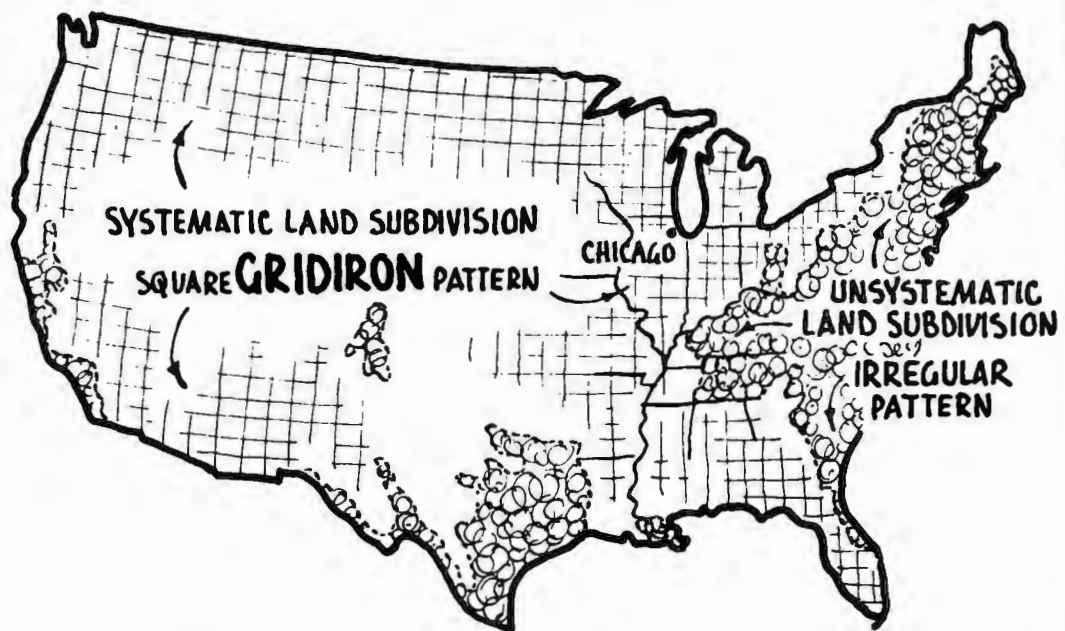 SYSTEMATIC LAND SUBDIVISION
SQUARE GRIDIRON PATTERN
CHICAGO
UNSYSTEMATIC
LAND SUBDIVISION
IRREGULAR
PATTERN